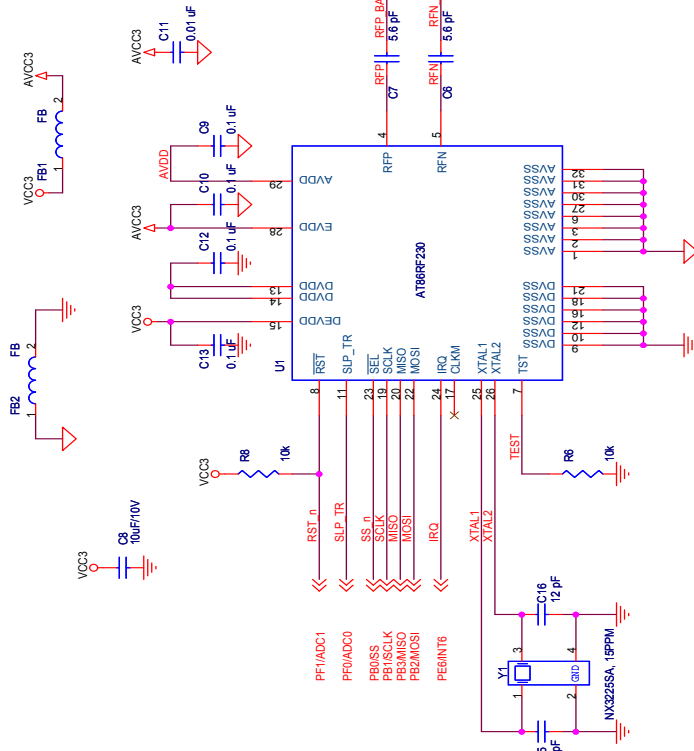 AVCC3
C11
0.01 uF
AVCC3
FB
2
1
FB1
VCC3
RFP_BA
5.6 pF
RFP
C7
RFN
5.6 pF
RFN
C6
AVDD
C9
0.1 uF
C10
0.1 uF
AVCC3
C12
0.1 uF
VCC3
C13
0.1 uF
29
28
13
14
15
AVDD
EVDD
DVDD
DVDD
DEVDD
4
RFP
5
RFN
AT86RF230
U1
AVSS 32
AVSS 31
AVSS 30
AVSS 27
AVSS 6
AVSS 3
AVSS 2
AVSS 1
DVSS 21
DVSS 18
DVSS 16
DVSS 12
DVSS 10
DVSS 9
RST 8
SLP_TR 11
SEL 23
SCLK 19
MISO 20
MOSI 22
IRQ 24
CLKM 17
XTAL1 25
XTAL2 26
TST 7
FB
2
1
FB2
VCC3
R8
10k
VCC3
C8
10uF/10V
RST_n
SLP_TR
SS_n
SCLK
MISO
MOSI
IRQ
XTAL1
XTAL2
TEST
R6
10k
PF1/ADC1
PF0/ADC0
PB0/SS
PB1/SCLK
PB3/MISO
PB2/MOSI
PE6/INT6
C16
12 pF
Y1
3
4
1
2
GND
NX3225SA, 15PPM
5
pF